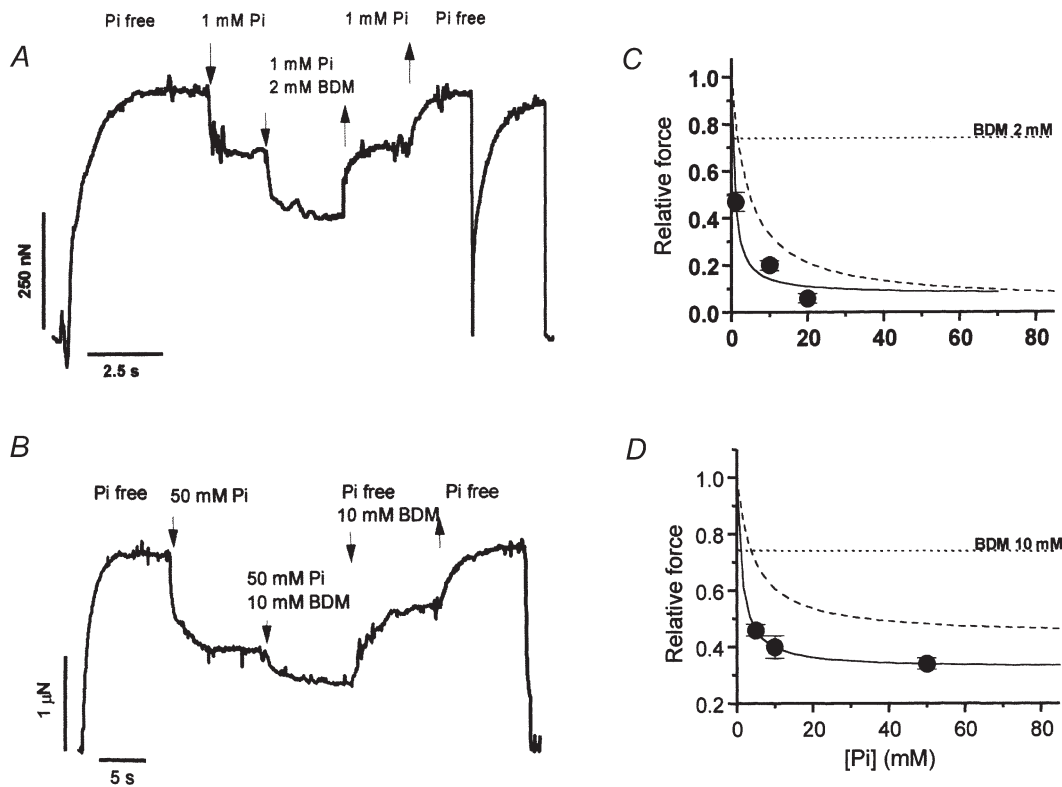 A
Pi free
1 mM Pi
1 mM Pi
2 mM BDM
1 mM Pi
Pi free
250 nN
2.5 s
B
Pi free
50 mM Pi
50 mM Pi
10 mM BDM
Pi free
10 mM BDM
Pi free
1 µN
5 s
C
Relative force
1.0
0.8
0.6
0.4
0.2
0.0
BDM 2 mM
0 20 40 60 80
D
Relative force
1.0
0.8
0.6
0.4
0.2
BDM 10 mM
0 20 40 60 80
[Pi] (mM)